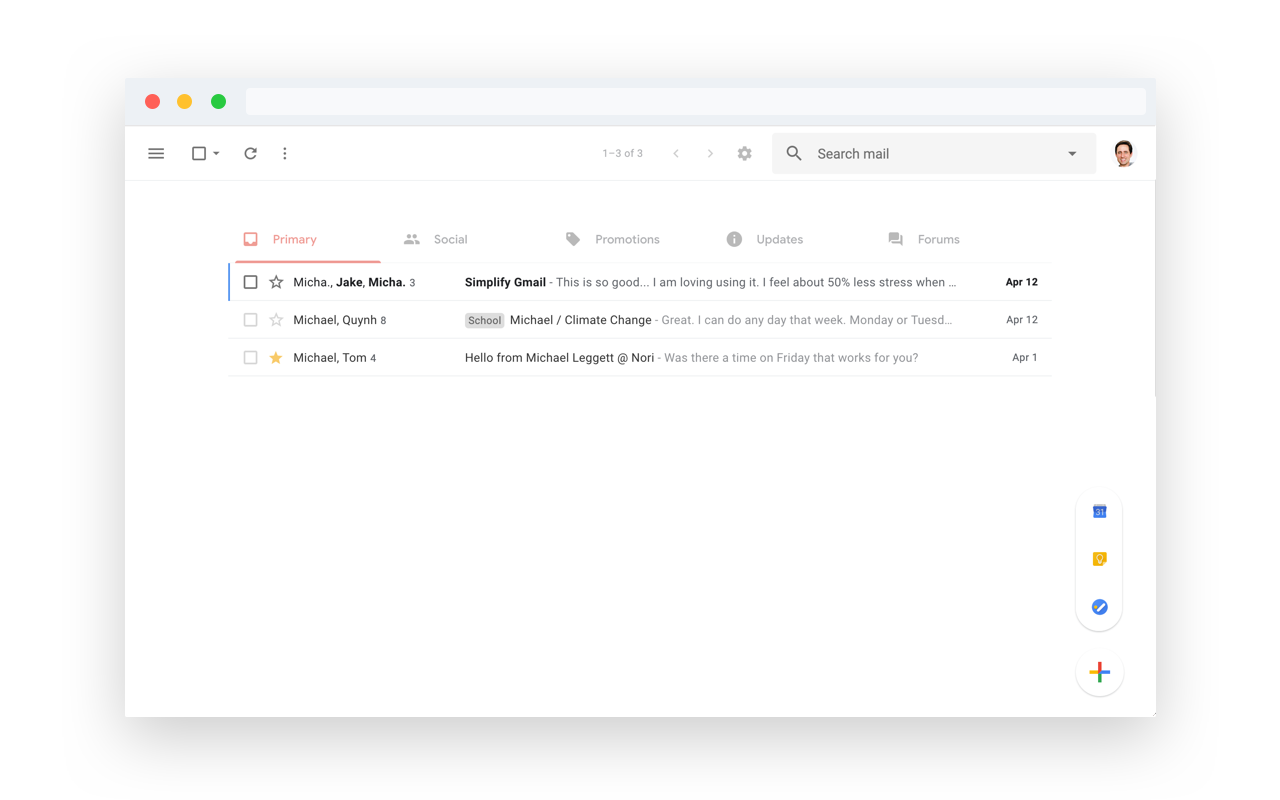 1–3 of 3 Search mail
Primary Social Promotions Updates Forums
Micha., Jake, Micha. 3 Simplify Gmail - This is so good... I am loving using it. I feel about 50% less stress when ... Apr 12
Michael, Quynh 8 School Michael / Climate Change - Great. I can do any day that week. Monday or Tuesd... Apr 12
Michael, Tom 4 Hello from Michael Leggett @ Nori - Was there a time on Friday that works for you? Apr 1
31